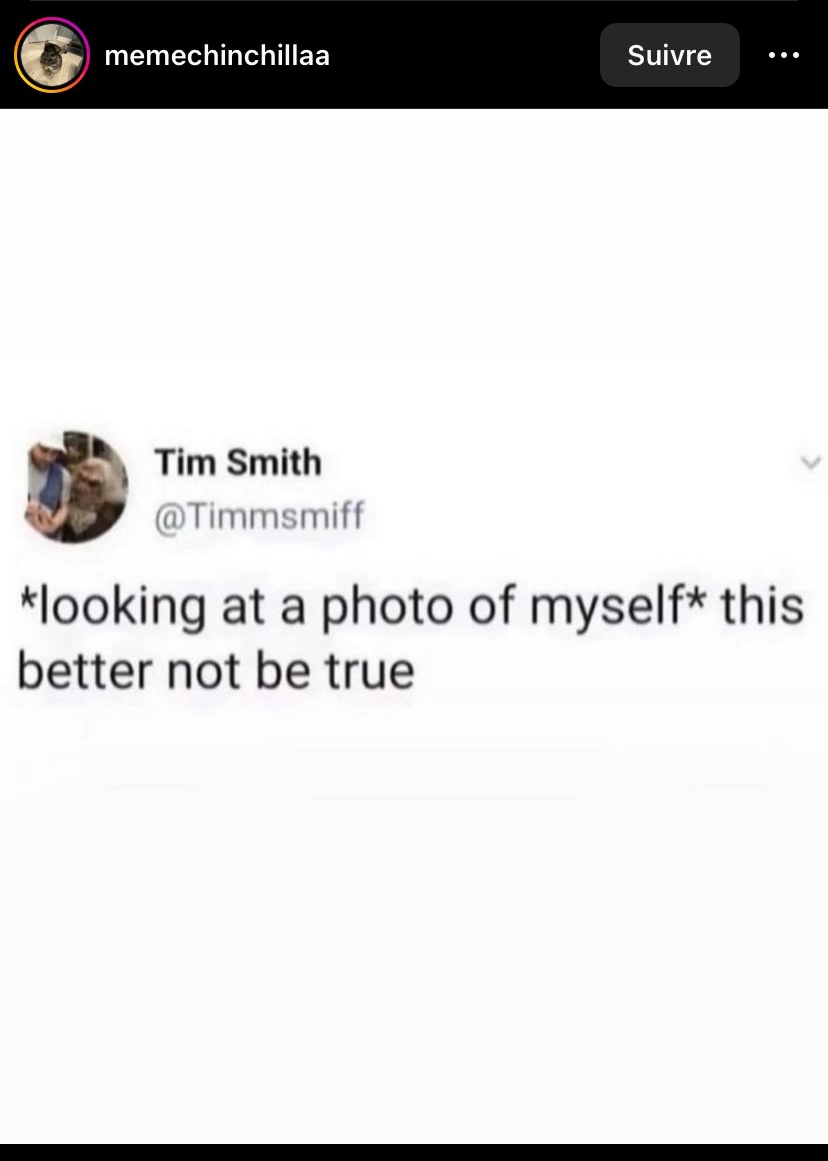 memechinchillaa
Suivre
Tim Smith
@Timmsmiff
*looking at a photo of myself* this
better not be true